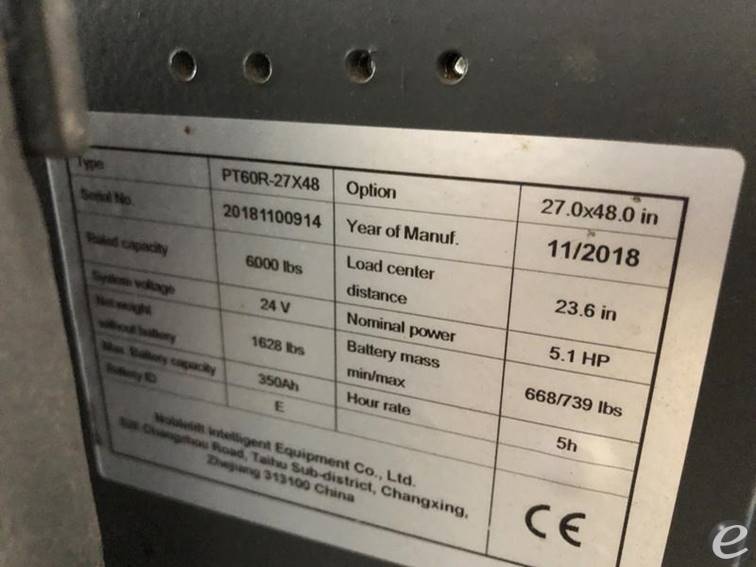 Type PT60R-27X48 Option 27.0x48.0 in
Serial No. 20181100914 Year of Manuf. 11/2018
Rated capacity 6000 lbs Load center distance 23.6 in
System voltage 24 V Nominal power 5.1 HP
Net weight without battery 1628 lbs Battery mass min/max 668/739 lbs
Max. Battery capacity 350Ah Hour rate 5h
Battery ID E
Noblelift Intelligent Equipment Co., Ltd.
528 Changzhou Road, Taihu Sub-district, Changxing,
Zhejiang 313100 China
CE
e